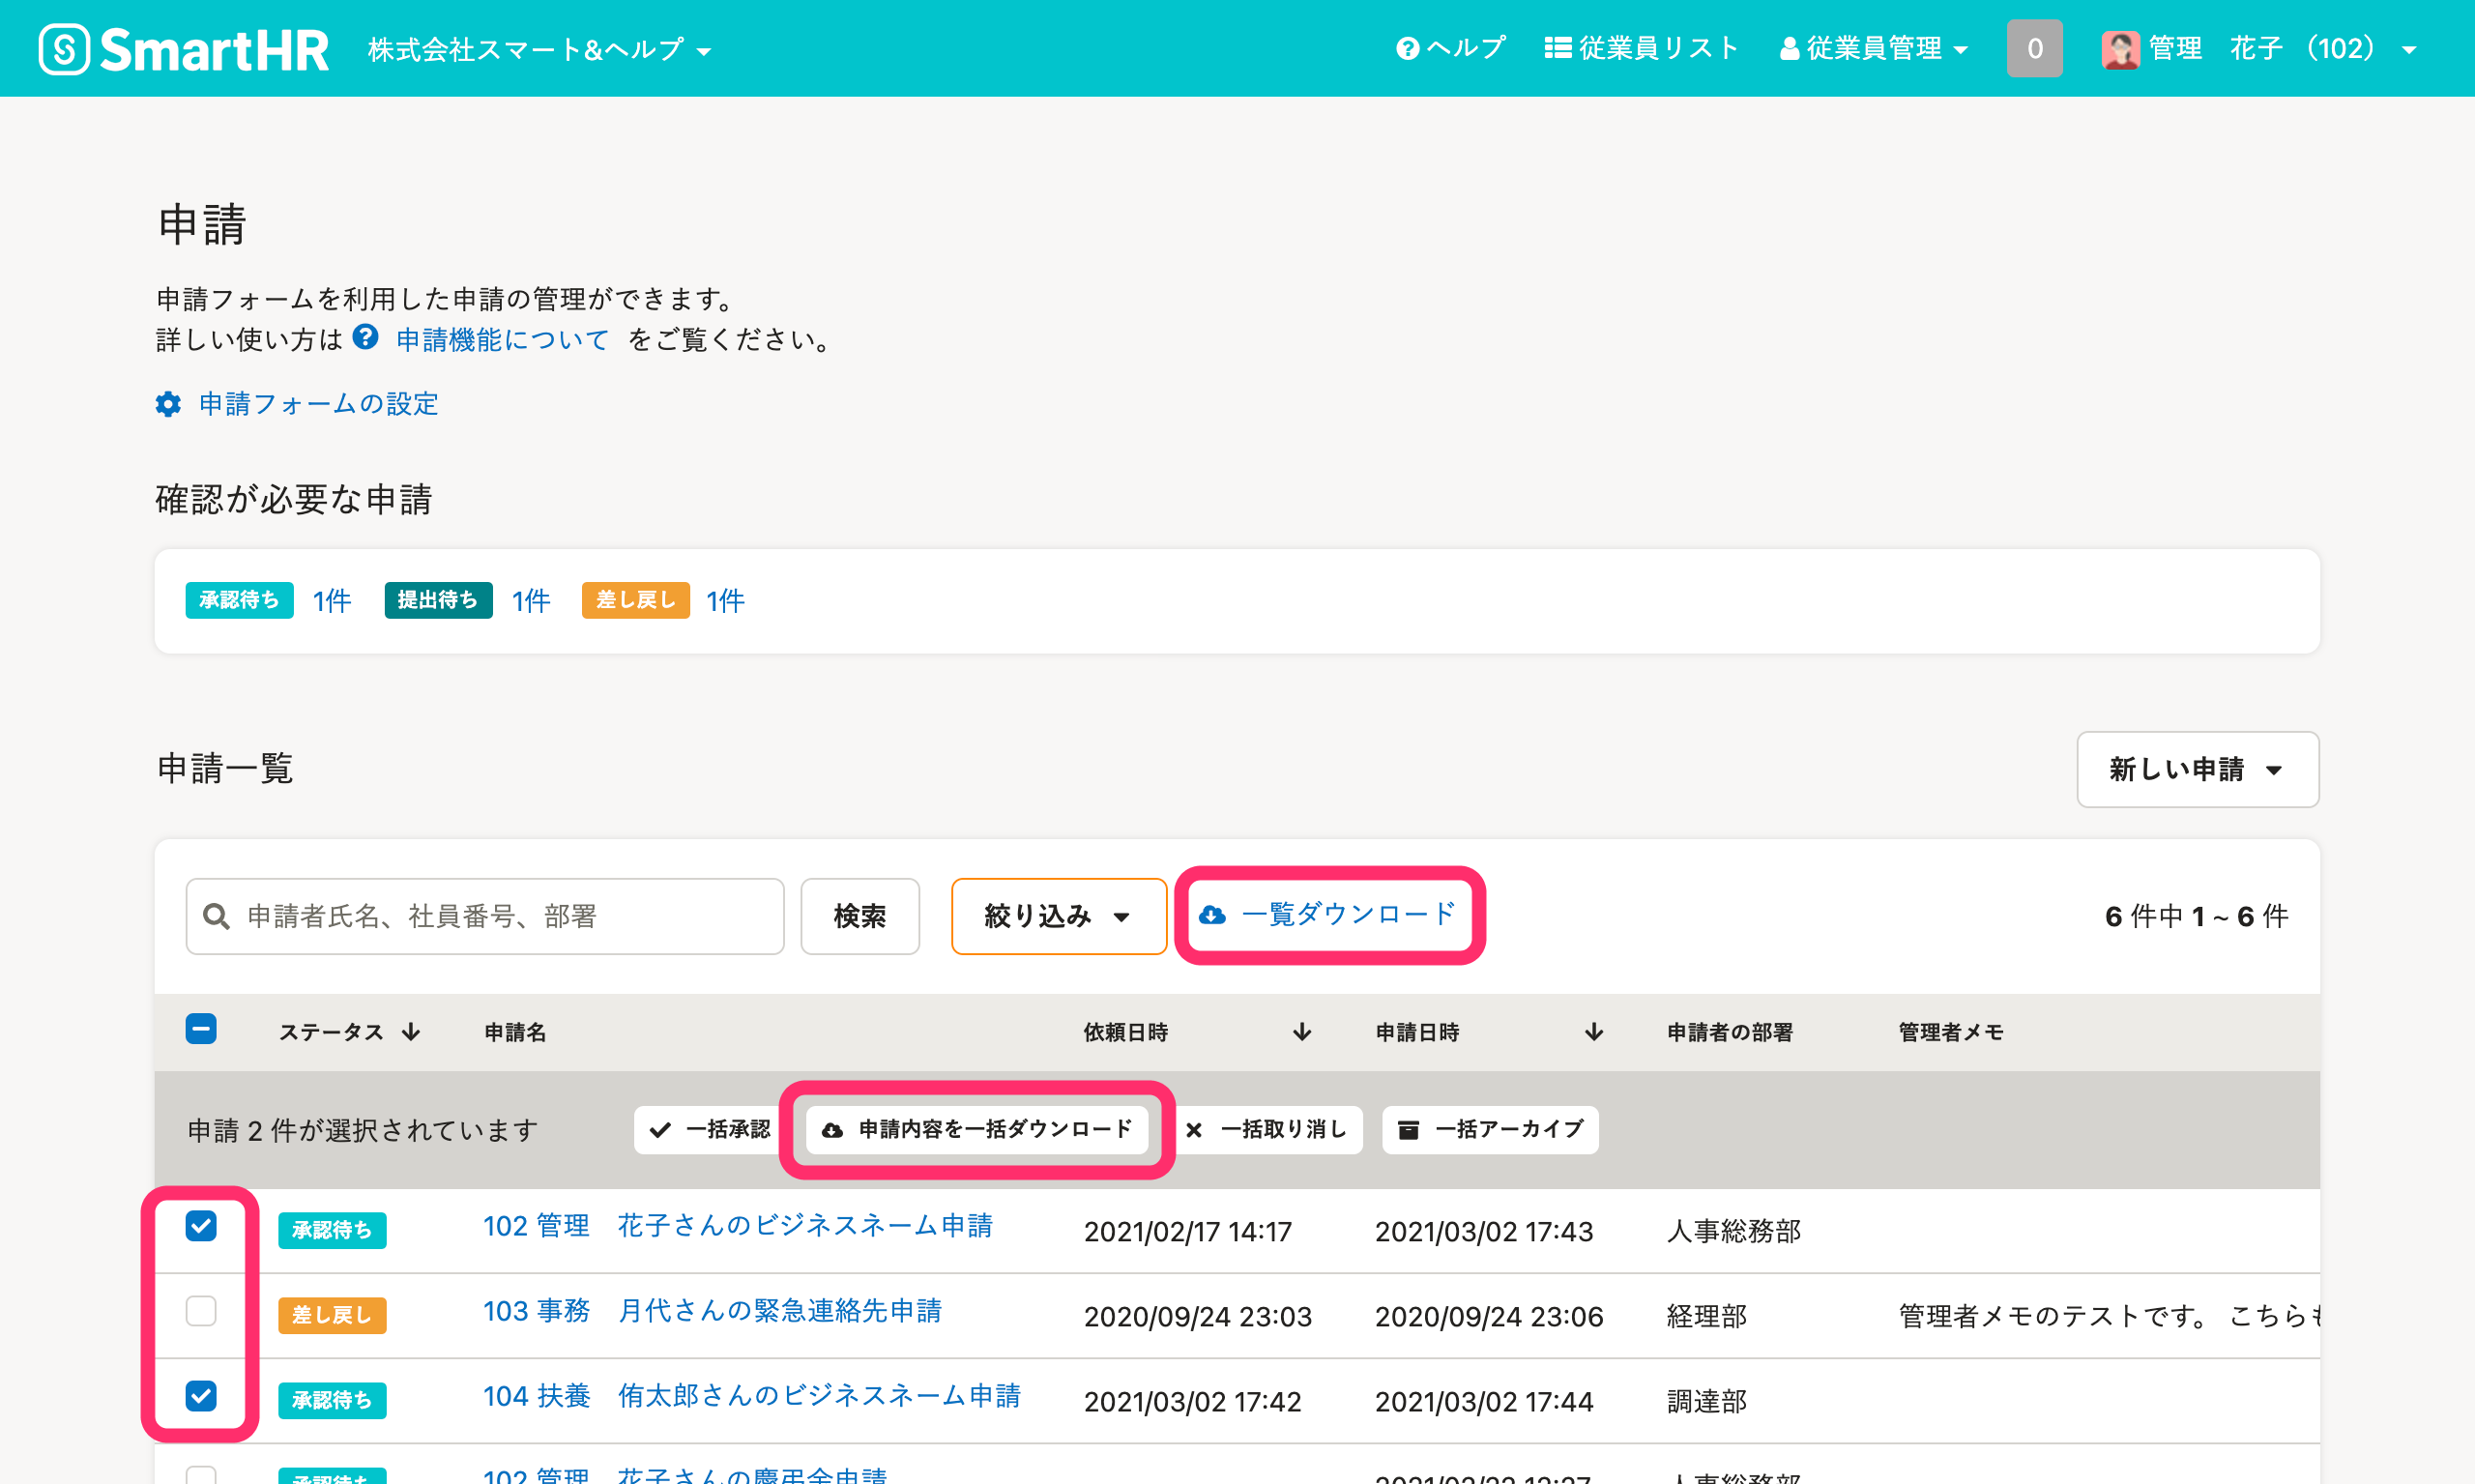 SmartHR 株式会社スマート&ヘルプ ヘルプ 従業員リスト 従業員管理 0 管理 花子 （102）
申請
申請フォームを利用した申請の管理ができます。
詳しい使い方は 申請機能について をご覧ください。
申請フォームの設定
確認が必要な申請
承認待ち 1件 提出待ち 1件 差し戻し 1件
申請一覧 新しい申請
申請者氏名、社員番号、部署 検索 絞り込み 一覧ダウンロード 6 件中 1 ~ 6 件
ステータス 申請名 依頼日時 申請日時 申請者の部署 管理者メモ
申請 2 件が選択されています 一括承認 申請内容を一括ダウンロード 一括取り消し 一括アーカイブ
承認待ち 102 管理 花子さんのビジネスネーム申請 2021/02/17 14:17 2021/03/02 17:43 人事総務部
差し戻し 103 事務 月代さんの緊急連絡先申請 2020/09/24 23:03 2020/09/24 23:06 経理部 管理者メモのテストです。 こちらも
承認待ち 104 扶養 侑太郎さんのビジネスネーム申請 2021/03/02 17:42 2021/03/02 17:44 調達部
承認待ち 102 管理 花子さんの慶弔金申請 人事総務部